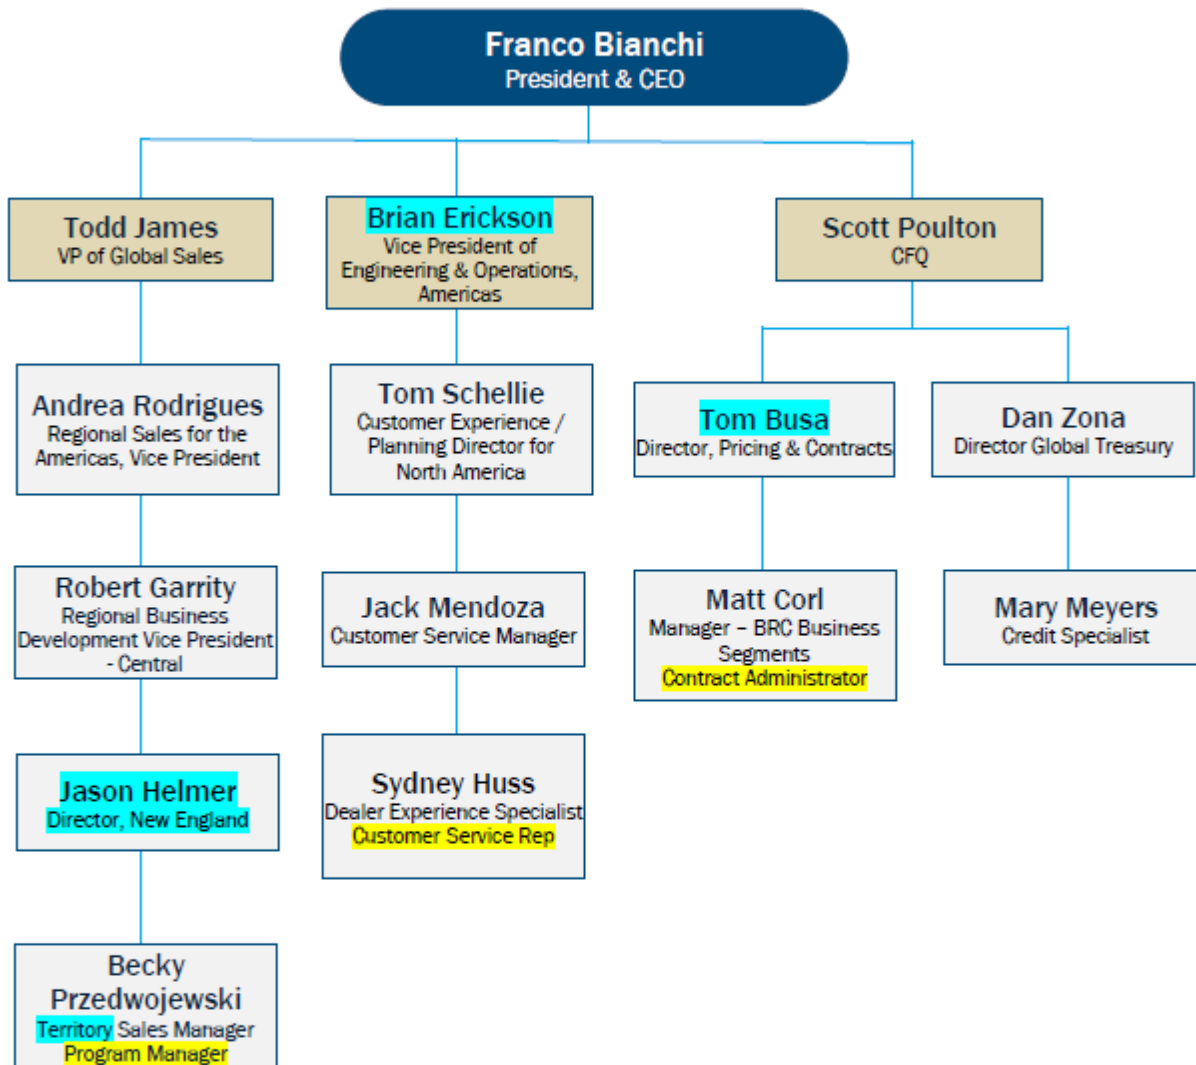 Franco Bianchi
President & CEO
Todd James
VP of Global Sales
Brian Erickson
Vice President of
Engineering & Operations,
Americas
Scott Poulton
CFQ
Andrea Rodrigues
Regional Sales for the
Americas, Vice President
Tom Schellie
Customer Experience /
Planning Director for
North America
Tom Busa
Director, Pricing & Contracts
Dan Zona
Director Global Treasury
Robert Garrity
Regional Business
Development Vice President
- Central
Jack Mendoza
Customer Service Manager
Matt Corl
Manager – BRC Business
Segments
Contract Administrator
Mary Meyers
Credit Specialist
Jason Helmer
Director, New England
Sydney Huss
Dealer Experience Specialist
Customer Service Rep
Becky
Przedwojewski
Territory Sales Manager
Program Manager